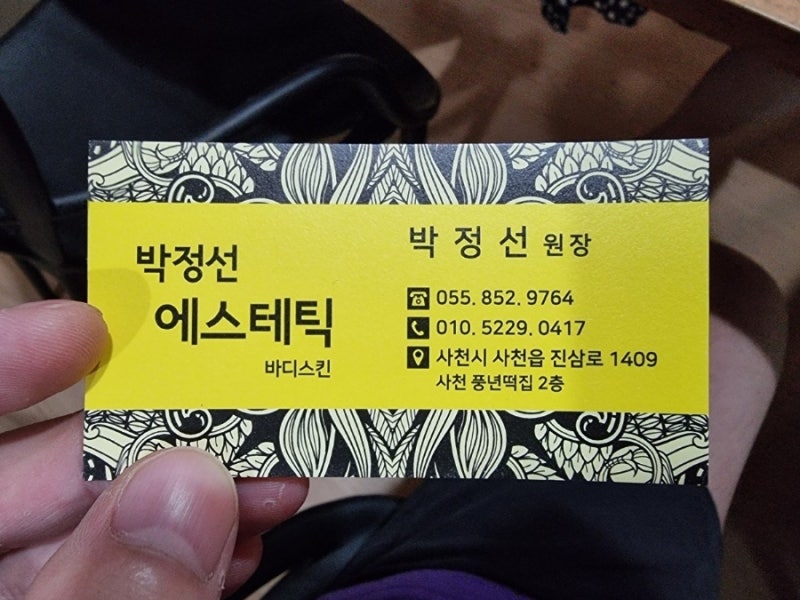 박정선
에스테틱
바디스킨
박 정 선 원장
055. 852. 9764
010. 5229. 0417
사천시 사천읍 진삼로 1409
사천 풍년떡집 2층